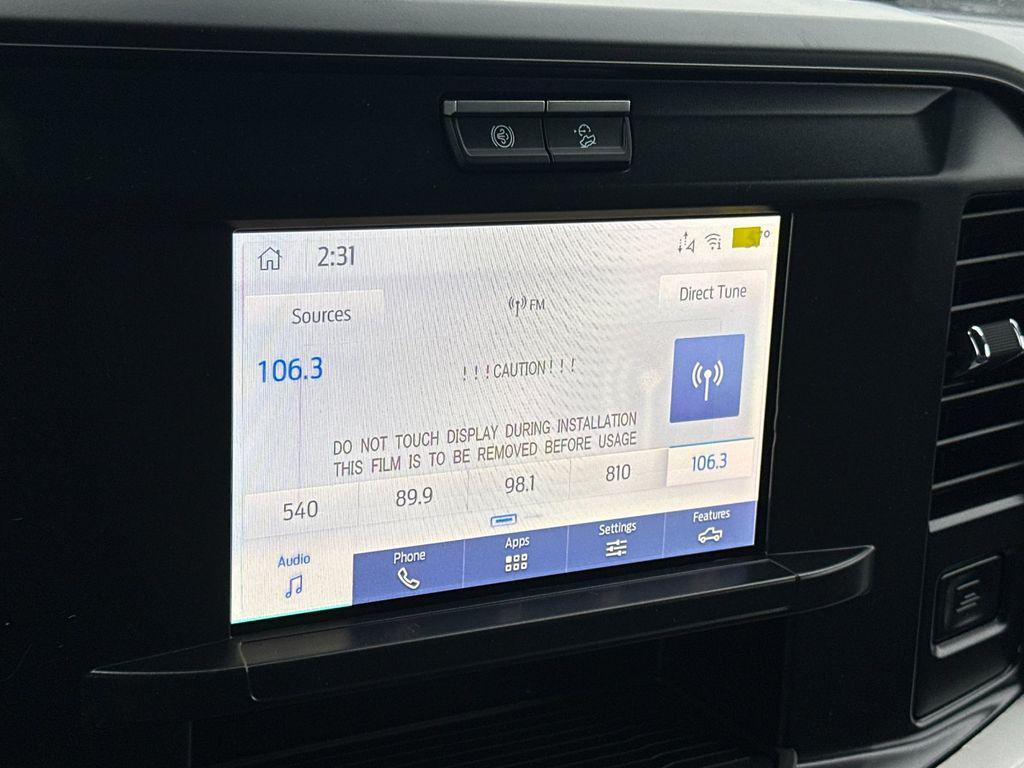 2:31
Sources
FM
Direct Tune
106.3
! ! ! CAUTION ! ! !
DO NOT TOUCH DISPLAY DURING INSTALLATION
THIS FILM IS TO BE REMOVED BEFORE USAGE
540 89.9 98.1 810 106.3
Audio Phone Apps Settings Features